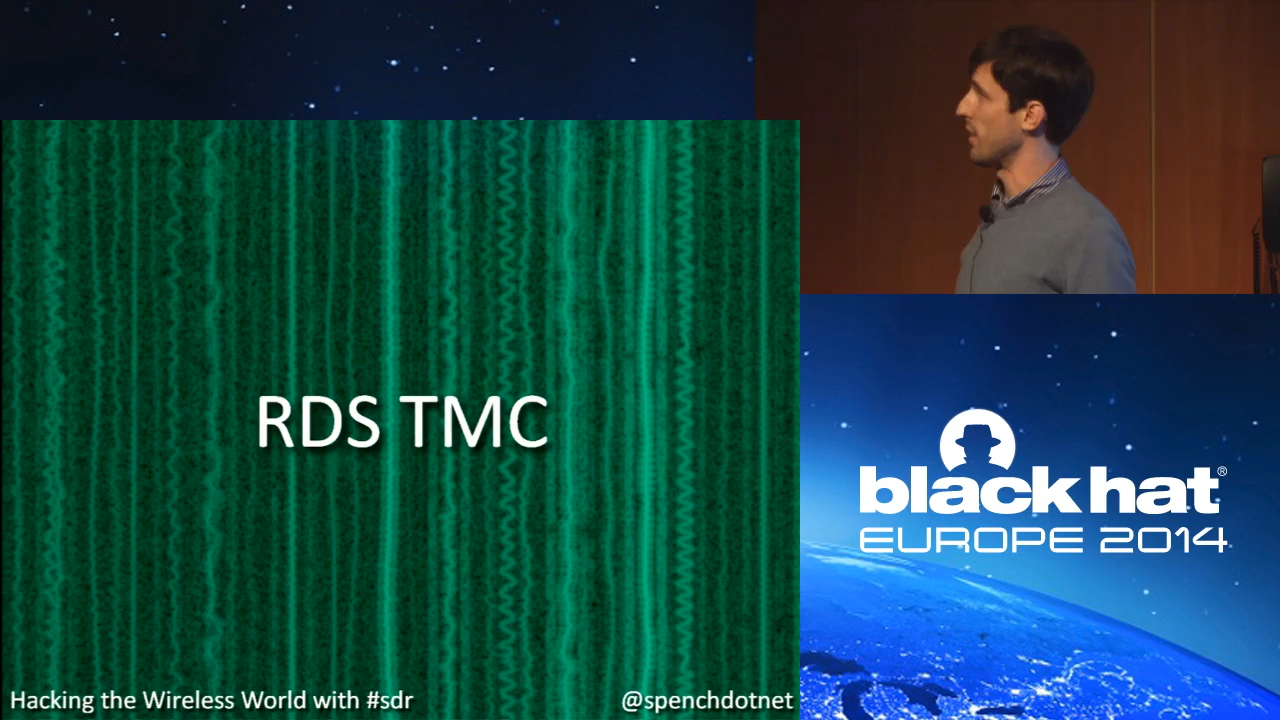 RDS TMC
Hacking the Wireless World with #sdr
@spenchdotnet
black hat®
EUROPE 2014